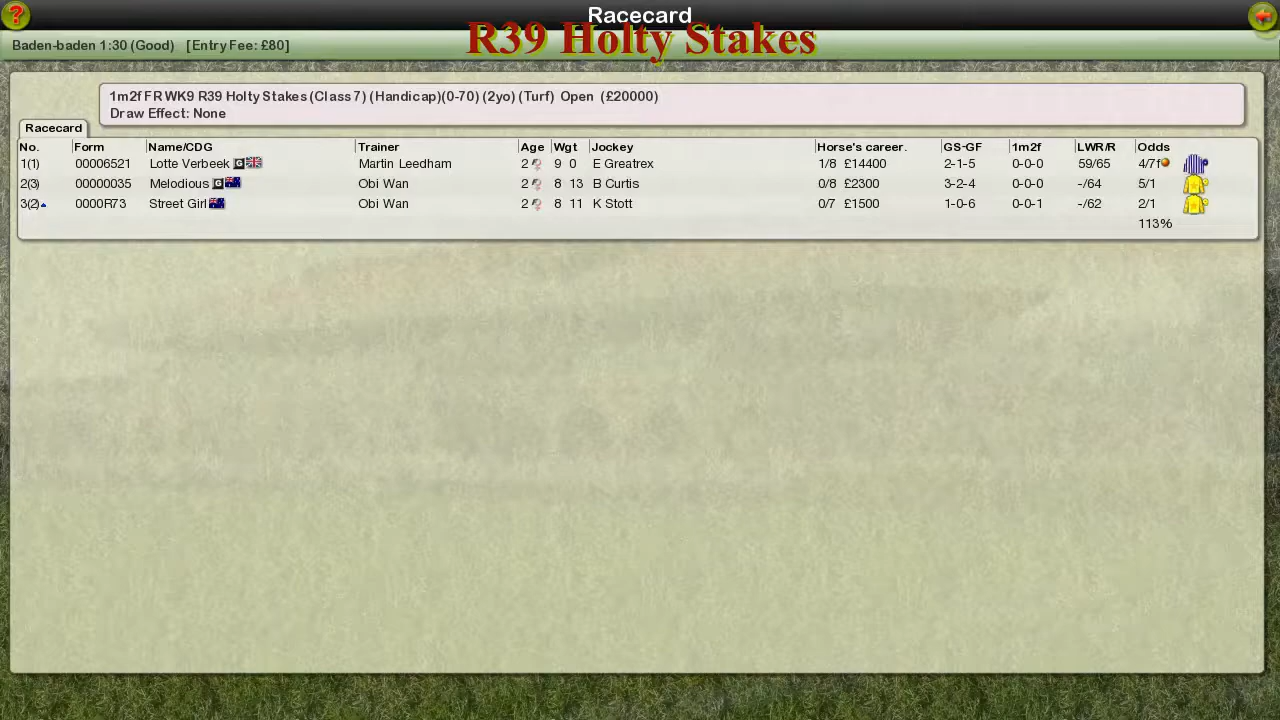 Racecard
R39 Holty Stakes
Baden-baden 1:30 (Good) [Entry Fee: £80]
1m2f FR WK9 R39 Holty Stakes (Class 7) (Handicap)(0-70) (2yo) (Turf) Open (£20000)
Draw Effect: None
Racecard
No. Form Name/CDG Trainer Age Wgt Jockey Horse's career. GS-GF 1m2f LWR/R Odds
1(1) 00006521 Lotte Verbeek G Martin Leedham 2 9 0 E Greatrex 1/8 £14400 2-1-5 0-0-0 59/65 4/7f
2(3) 00000035 Melodious G Obi Wan 2 8 13 B Curtis 0/8 £2300 3-2-4 0-0-0 -/64 5/1
3(2) 0000R73 Street Girl Obi Wan 2 8 11 K Stott 0/7 £1500 1-0-6 0-0-1 -/62 2/1
113%